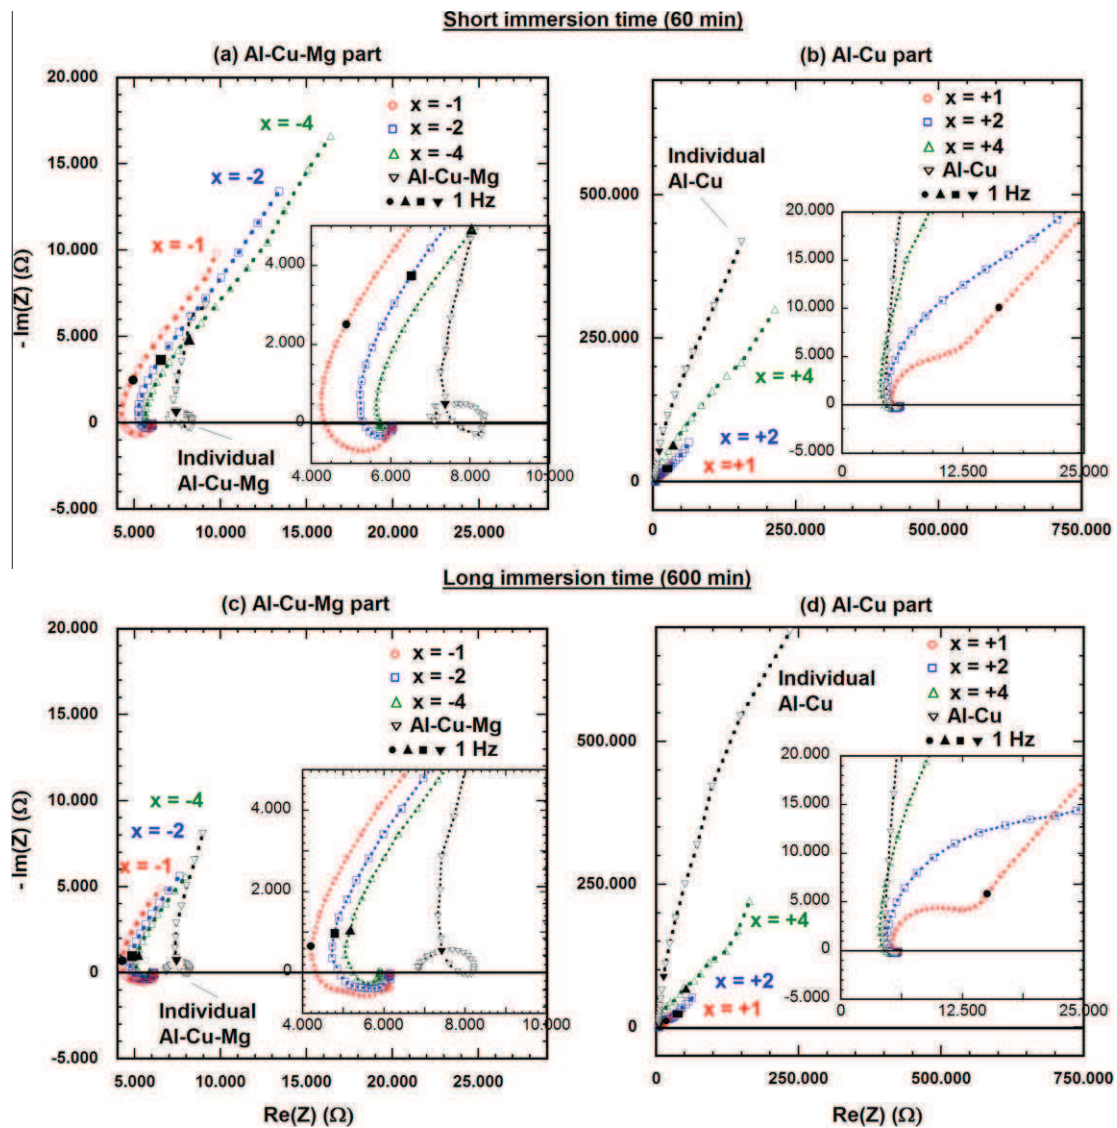 Short immersion time (60 min)
(a) Al-Cu-Mg part
20.000
15.000
10.000
5.000
0
-5.000
- Im(Z) (Ω)
x = -1
x = -2
x = -4
Al-Cu-Mg
1 Hz
x = -4
x = -2
x = -1
4.000
2.000
0
4.000
6.000
8.000
10.000
Individual
Al-Cu-Mg
5.000
10.000
15.000
20.000
25.000
(b) Al-Cu part
500.000
250.000
0
x = +1
x = +2
x = +4
Al-Cu
1 Hz
Individual
Al-Cu
x = +4
x = +2
x =+1
20.000
15.000
10.000
5.000
0
-5.000
0
12.500
25.000
0
250.000
500.000
750.000
Long immersion time (600 min)
(c) Al-Cu-Mg part
20.000
15.000
10.000
5.000
0
-5.000
- Im(Z) (Ω)
x = -1
x = -2
x = -4
Al-Cu-Mg
1 Hz
x = -4
x = -2
x = -1
4.000
2.000
0
4.000
6.000
8.000
10.000
Individual
Al-Cu-Mg
5.000
10.000
15.000
20.000
25.000
Re(Z) (Ω)
(d) Al-Cu part
500.000
250.000
0
x = +1
x = +2
x = +4
Al-Cu
1 Hz
Individual
Al-Cu
x = +4
x = +2
x = +1
20.000
15.000
10.000
5.000
0
-5.000
0
12.500
25.000
0
250.000
500.000
750.000
Re(Z) (Ω)